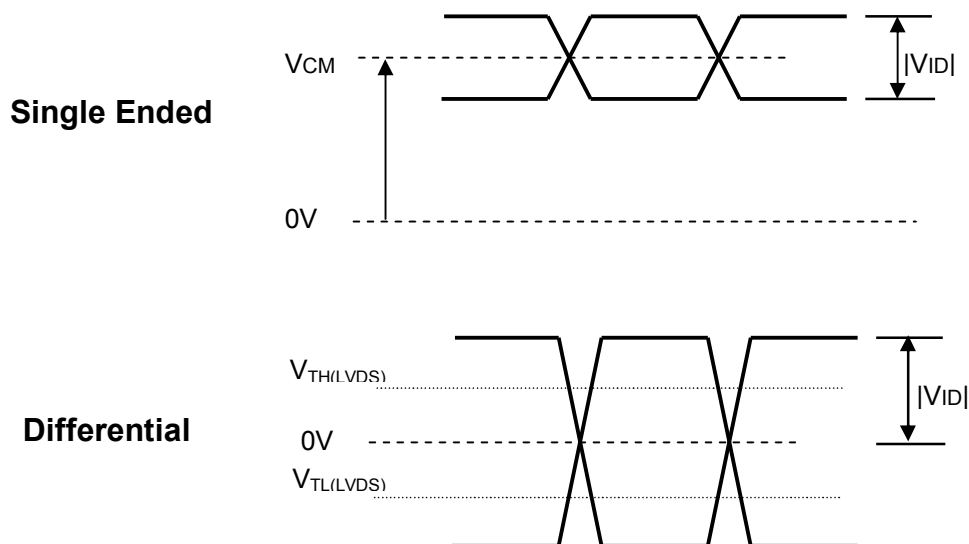 VCM
|VID|
Single Ended
0V
VTH(LVDS)
|VID|
Differential
0V
VTL(LVDS)